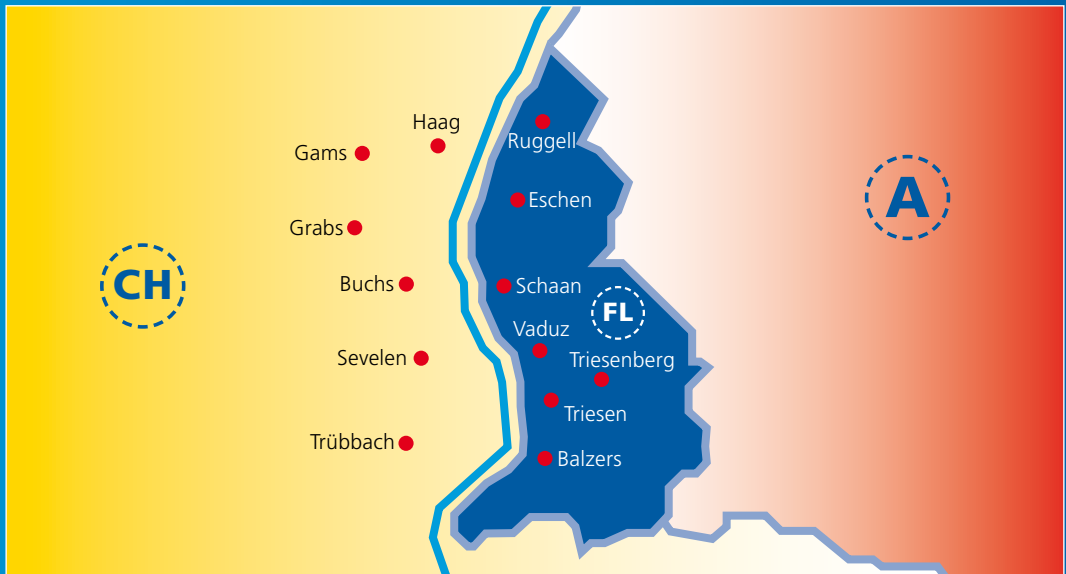 Haag
Gams
Ruggell
Eschen
A
Grabs
CH
Buchs
Schaan
FL
Vaduz
Sevelen
Triesenberg
Triesen
Trübbach
Balzers